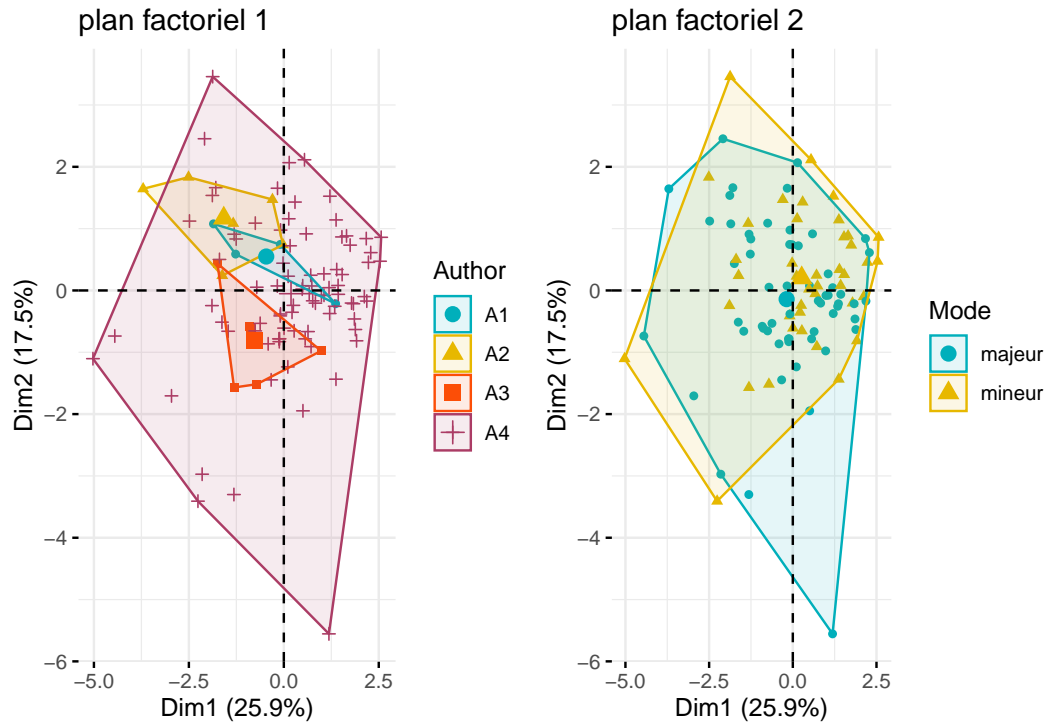 plan factoriel 1
2
0
−2
−4
−6
−5.0
−2.5
0.0
2.5
Dim2 (17.5%)
Dim1 (25.9%)
Author
A1
A2
A3
A4
plan factoriel 2
2
0
−2
−4
−6
−5.0
−2.5
0.0
2.5
Dim2 (17.5%)
Dim1 (25.9%)
Mode
majeur
mineur